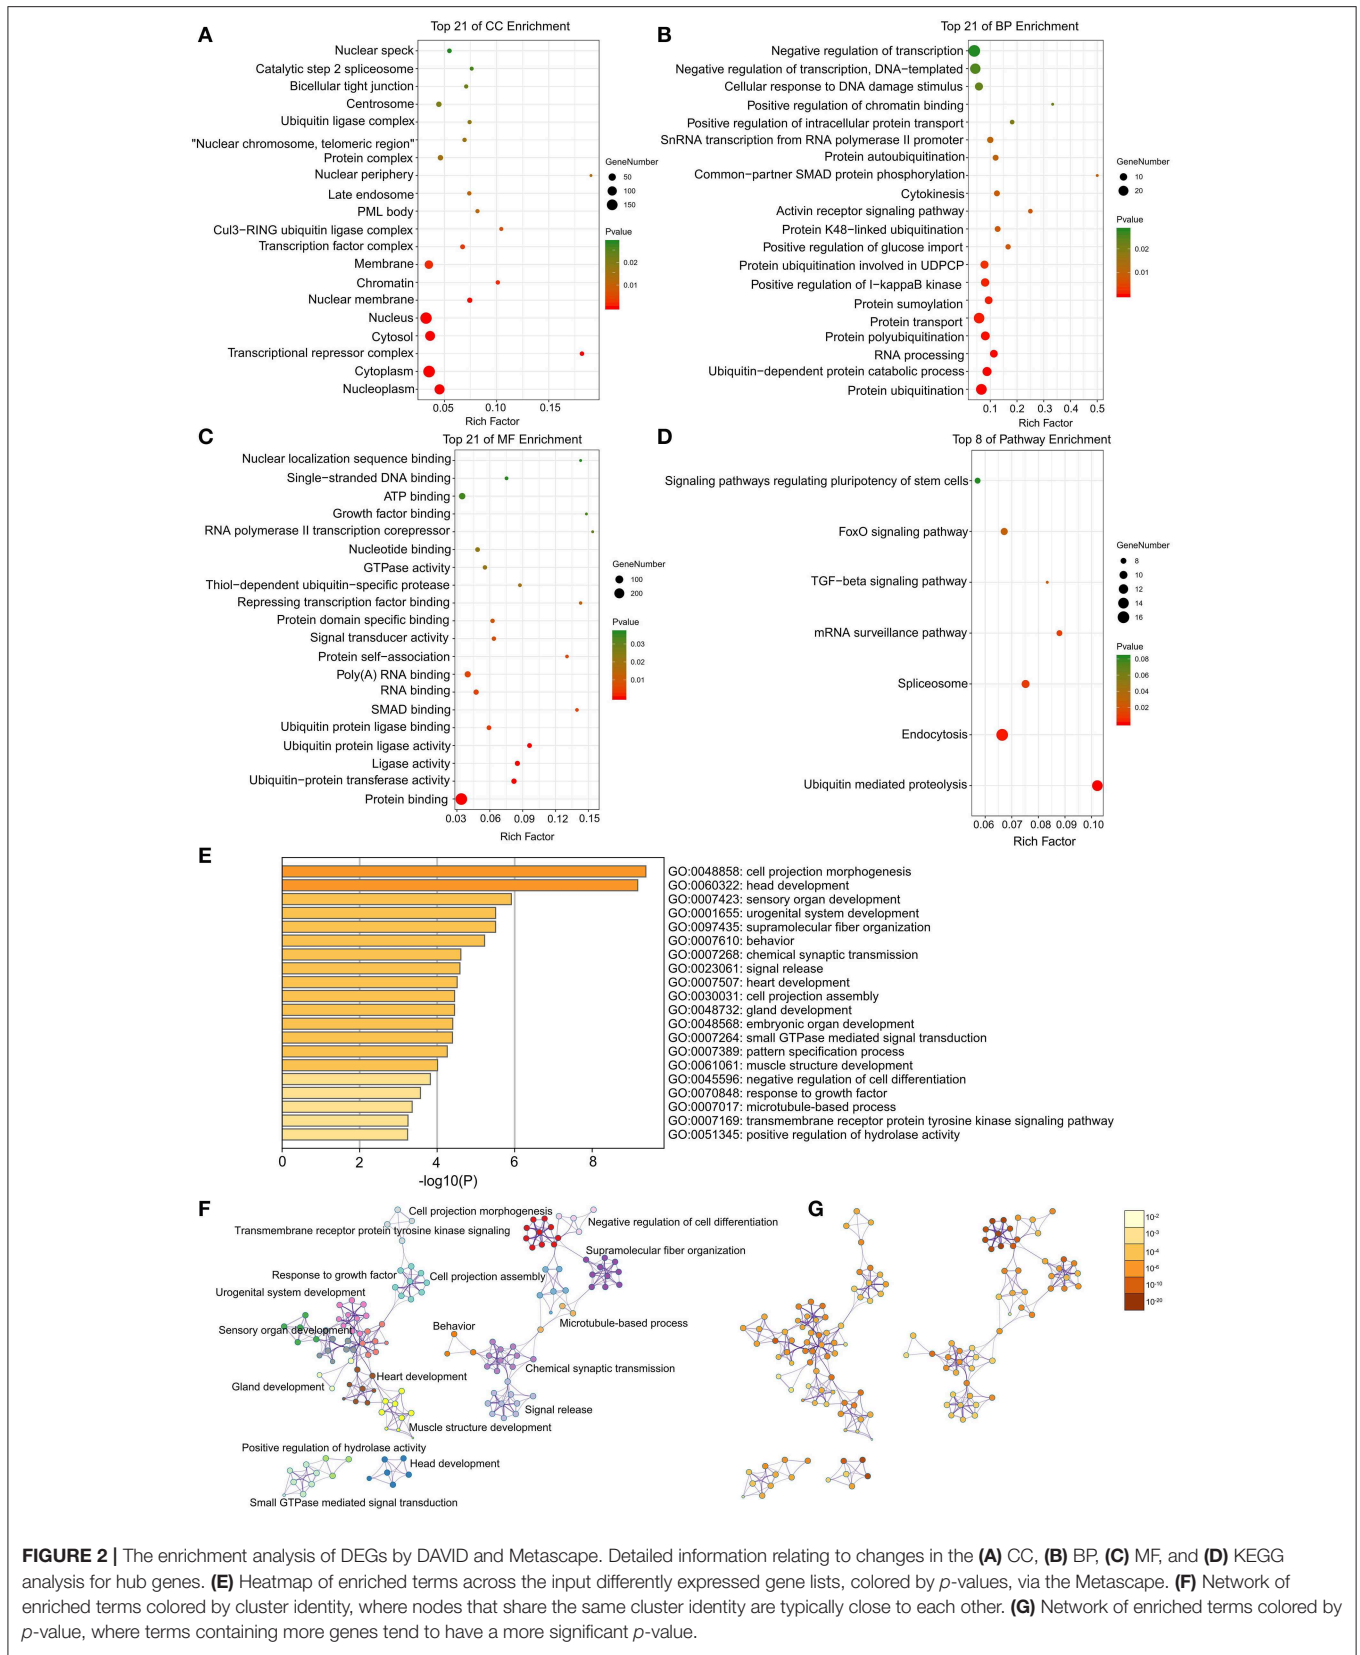 A
Top 21 of CC Enrichment
Nuclear speck
Catalytic step 2 spliceosome
Bicellular tight junction
Centrosome
Ubiquitin ligase complex
"Nuclear chromosome, telomeric region"
Protein complex
Nuclear periphery
Late endosome
PML body
Cul3−RING ubiquitin ligase complex
Transcription factor complex
Membrane
Chromatin
Nuclear membrane
Nucleus
Cytosol
Transcriptional repressor complex
Cytoplasm
Nucleoplasm
0.05 0.10 0.15
Rich Factor
GeneNumber
50
100
150
Pvalue
0.02
0.01
B
Top 21 of BP Enrichment
Negative regulation of transcription
Negative regulation of transcription, DNA−templated
Cellular response to DNA damage stimulus
Positive regulation of chromatin binding
Positive regulation of intracellular protein transport
SnRNA transcription from RNA polymerase II promoter
Protein autoubiquitination
Common−partner SMAD protein phosphorylation
Cytokinesis
Activin receptor signaling pathway
Protein K48−linked ubiquitination
Positive regulation of glucose import
Protein ubiquitination involved in UDPCP
Positive regulation of I−kappaB kinase
Protein sumoylation
Protein transport
Protein polyubiquitination
RNA processing
Ubiquitin−dependent protein catabolic process
Protein ubiquitination
0.1 0.2 0.3 0.4 0.5
Rich Factor
GeneNumber
10
20
Pvalue
0.02
0.01
C
Top 21 of MF Enrichment
Nuclear localization sequence binding
Single−stranded DNA binding
ATP binding
Growth factor binding
RNA polymerase II transcription corepressor
Nucleotide binding
GTPase activity
Thiol−dependent ubiquitin−specific protease
Repressing transcription factor binding
Protein domain specific binding
Signal transducer activity
Protein self−association
Poly(A) RNA binding
RNA binding
SMAD binding
Ubiquitin protein ligase binding
Ubiquitin protein ligase activity
Ligase activity
Ubiquitin−protein transferase activity
Protein binding
0.03 0.06 0.09 0.12 0.15
Rich Factor
GeneNumber
100
200
Pvalue
0.03
0.02
0.01
D
Top 8 of Pathway Enrichment
Signaling pathways regulating pluripotency of stem cells
FoxO signaling pathway
TGF−beta signaling pathway
mRNA surveillance pathway
Spliceosome
Endocytosis
Ubiquitin mediated proteolysis
0.06 0.07 0.08 0.09 0.10
Rich Factor
GeneNumber
8
10
12
14
16
Pvalue
0.08
0.06
0.04
0.02
E
GO:0048858: cell projection morphogenesis
GO:0060322: head development
GO:0007423: sensory organ development
GO:0001655: urogenital system development
GO:0097435: supramolecular fiber organization
GO:0007610: behavior
GO:0007268: chemical synaptic transmission
GO:0023061: signal release
GO:0007507: heart development
GO:0030031: cell projection assembly
GO:0048732: gland development
GO:0048568: embryonic organ development
GO:0007264: small GTPase mediated signal transduction
GO:0007389: pattern specification process
GO:0061061: muscle structure development
GO:0045596: negative regulation of cell differentiation
GO:0070848: response to growth factor
GO:0007017: microtubule-based process
GO:0007169: transmembrane receptor protein tyrosine kinase signaling pathway
GO:0051345: positive regulation of hydrolase activity
0 2 4 6 8
-log10(P)
F
Cell projection morphogenesis
Transmembrane receptor protein tyrosine kinase signaling
Negative regulation of cell differentiation
Supramolecular fiber organization
Response to growth factor
Cell projection assembly
Urogenital system development
Sensory organ development
Behavior
Microtubule-based process
Chemical synaptic transmission
Heart development
Gland development
Signal release
Muscle structure development
Positive regulation of hydrolase activity
Head development
Small GTPase mediated signal transduction
G
10-2
10-3
10-4
10-6
10-10
10-20
FIGURE 2 | The enrichment analysis of DEGs by DAVID and Metascape. Detailed information relating to changes in the (A) CC, (B) BP, (C) MF, and (D) KEGG
analysis for hub genes. (E) Heatmap of enriched terms across the input differently expressed gene lists, colored by p-values, via the Metascape. (F) Network of
enriched terms colored by cluster identity, where nodes that share the same cluster identity are typically close to each other. (G) Network of enriched terms colored by
p-value, where terms containing more genes tend to have a more significant p-value.